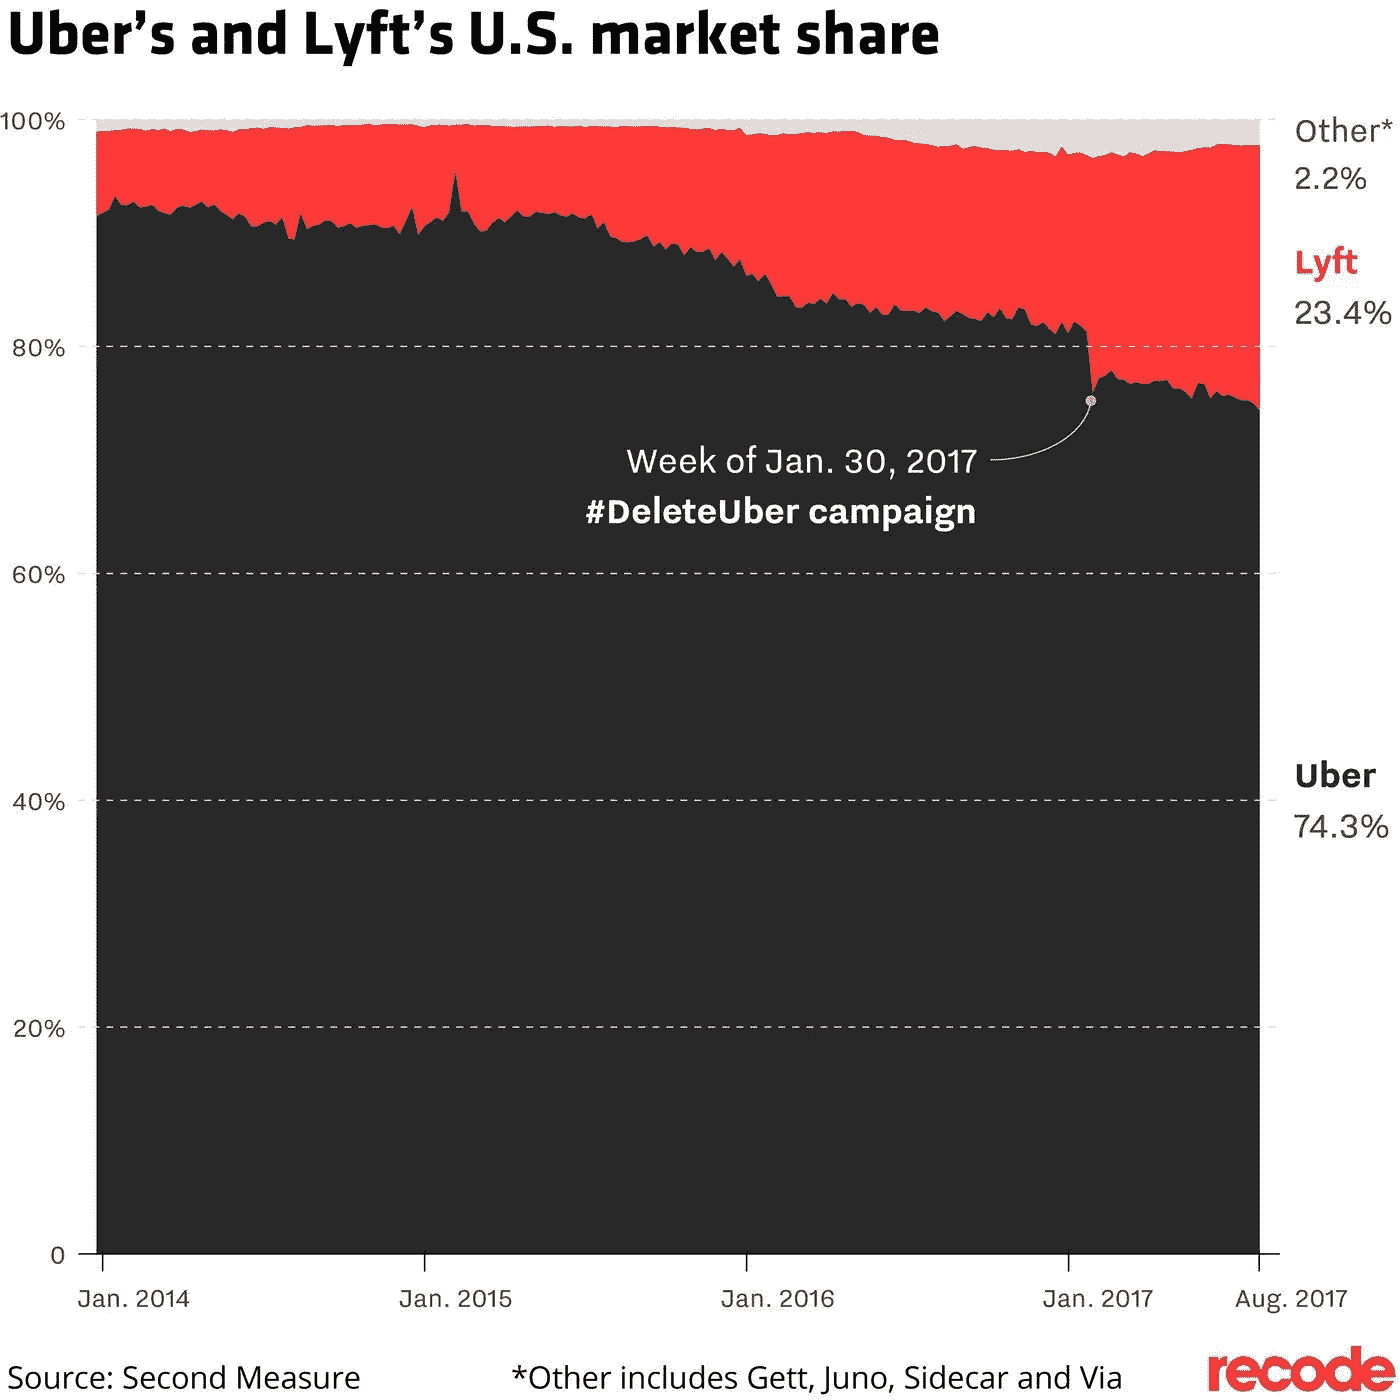 Uber's and Lyft's U.S. market share
100%
80%
60%
40%
20%
0
Other*
2.2%
Lyft
23.4%
Uber
74.3%
Week of Jan. 30, 2017
#DeleteUber campaign
Jan. 2014
Jan. 2015
Jan. 2016
Jan. 2017
Aug. 2017
Source: Second Measure
*Other includes Gett, Juno, Sidecar and Via
recode